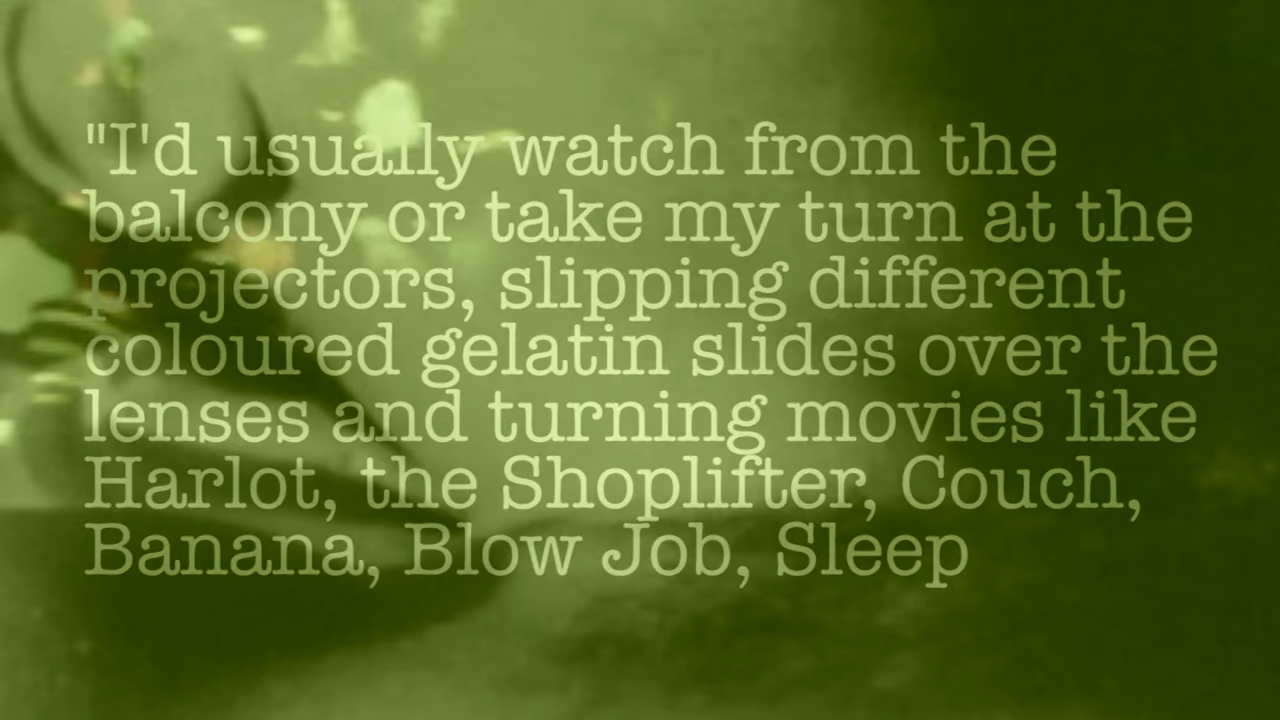 "I'd usually watch from the
balcony or take my turn at the
projectors, slipping different
coloured gelatin slides over the
lenses and turning movies like
Harlot, the Shoplifter, Couch,
Banana, Blow Job, Sleep